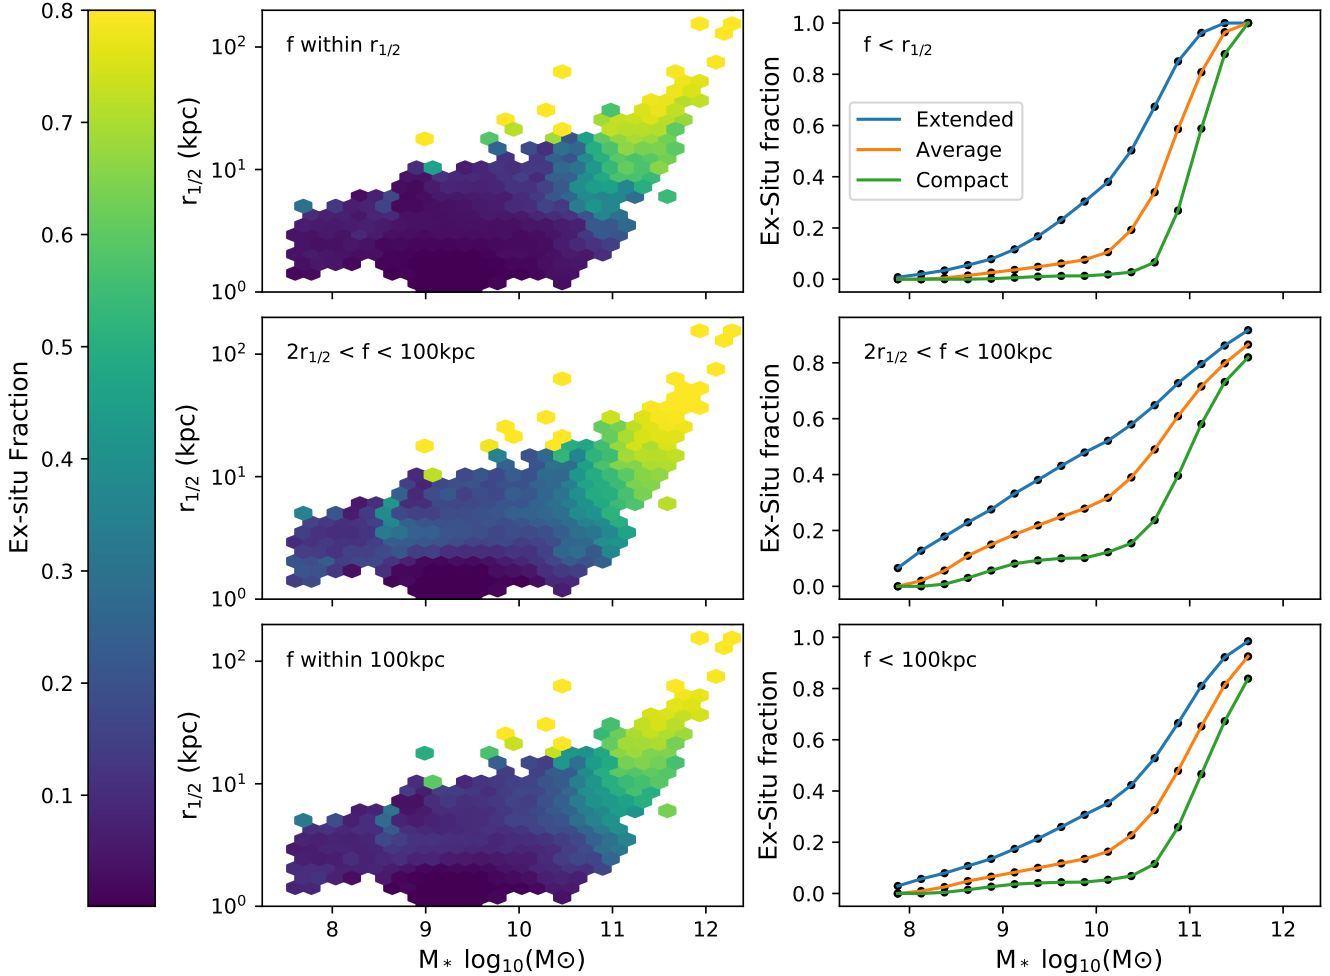 0.8
0.7
0.6
0.5
0.4
0.3
0.2
0.1
Ex-situ Fraction
f within r1/2
10²
10¹
10⁰
r1/2 (kpc)
f < r1/2
Extended
Average
Compact
1.0
0.8
0.6
0.4
0.2
0.0
Ex-Situ fraction
2r1/2 < f < 100kpc
10²
10¹
10⁰
r1/2 (kpc)
2r1/2 < f < 100kpc
0.8
0.6
0.4
0.2
0.0
Ex-Situ fraction
f within 100kpc
10²
10¹
10⁰
r1/2 (kpc)
8 9 10 11 12
M* log10(M⊙)
f < 100kpc
1.0
0.8
0.6
0.4
0.2
0.0
Ex-Situ fraction
8 9 10 11 12
M* log10(M⊙)